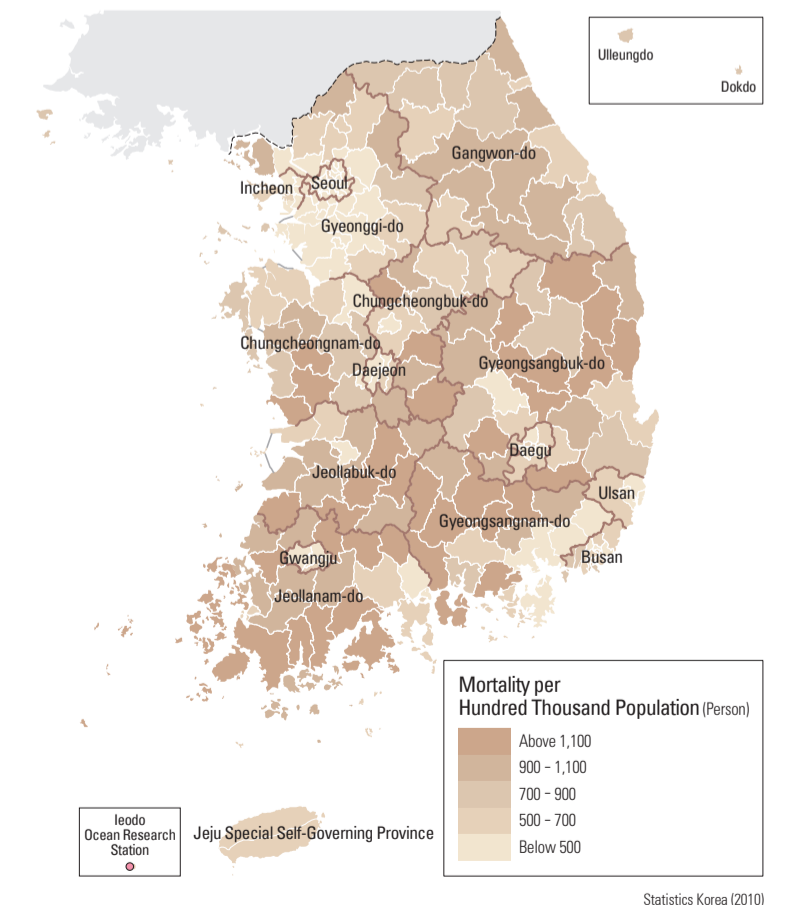 Ulleungdo
Dokdo
Gangwon-do
Incheon
Seoul
Gyeonggi-do
Chungcheongbuk-do
Chungcheongnam-do
Daejeon
Gyeongsangbuk-do
Daegu
Jeollabuk-do
Ulsan
Gyeongsangnam-do
Busan
Gwangju
Jeollanam-do
Mortality per
Hundred Thousand Population (Person)
Above 1,100
900 – 1,100
700 – 900
500 – 700
Below 500
Ieodo
Ocean Research
Station
Jeju Special Self-Governing Province
Statistics Korea (2010)